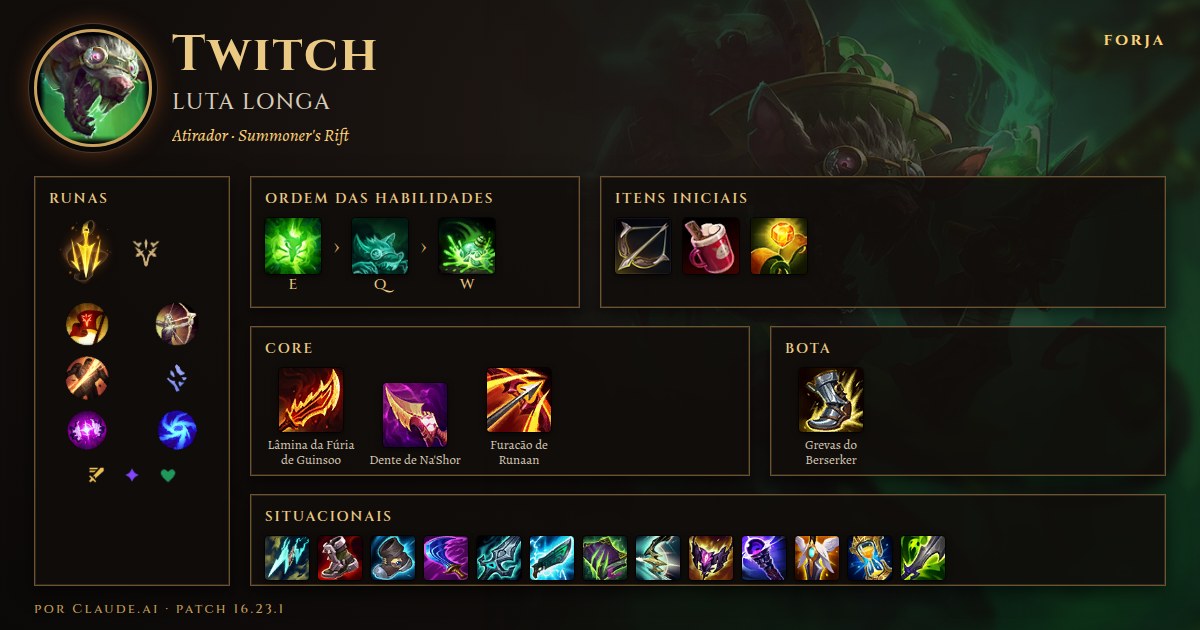 Twitch
FORJA
LUTA LONGA
Atirador · Summoner's Rift
RUNAS
ORDEM DAS HABILIDADES
E
Q
W
ITENS INICIAIS
CORE
Lâmina da Fúria
de Guinsoo
Dente de Na'Shor
Furacão de
Runaan
BOTA
Grevas do
Berserker
SITUACIONAIS
POR CLAUDE.AI · PATCH 16.23.1